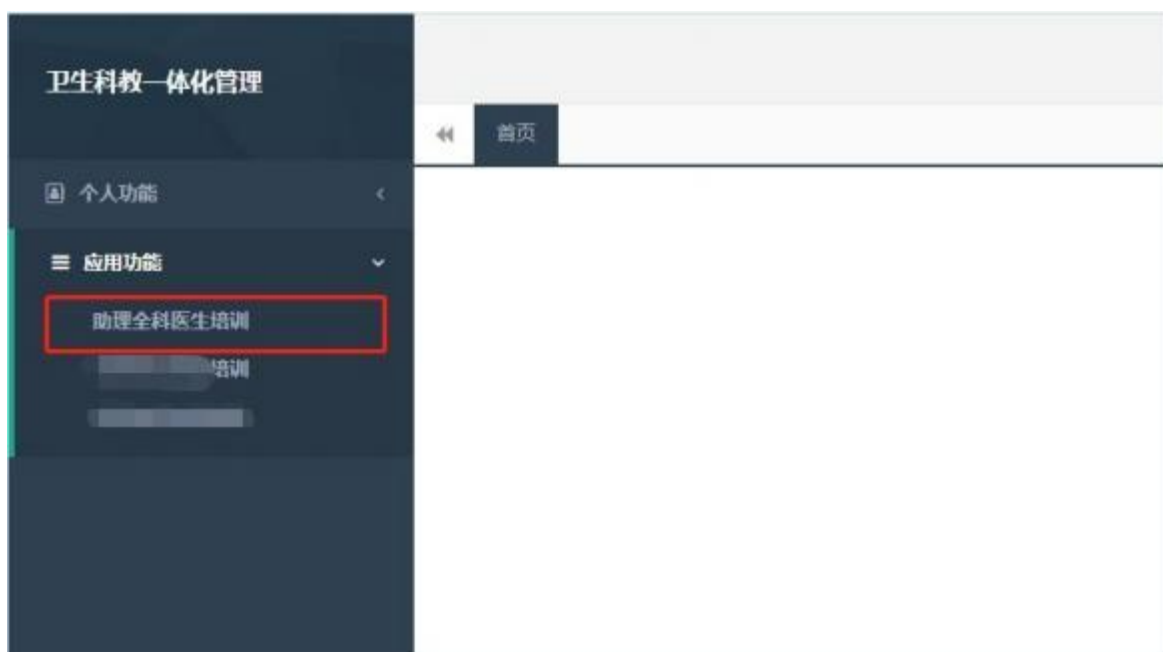 卫生科教一体化管理
首页
个人功能
应用功能
助理全科医生培训
培训